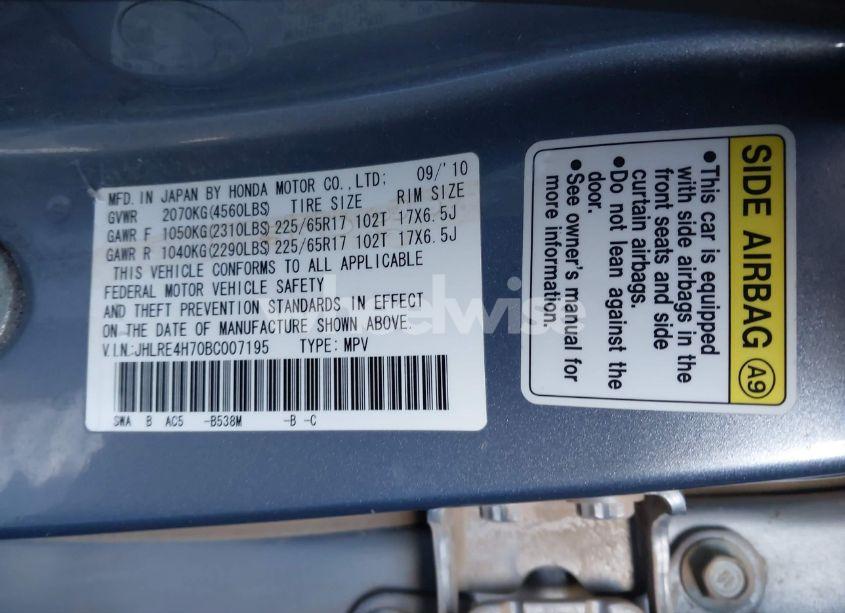 MFD. IN JAPAN BY HONDA MOTOR CO.,LTD; 09/'10
GVWR 2070KG(4560LBS) TIRE SIZE RIM SIZE
GAWR F 1050KG(2310LBS) 225/65R17 102T 17X6.5J
GAWR R 1040KG(2290LBS) 225/65R17 102T 17X6.5J
THIS VEHICLE CONFORMS TO ALL APPLICABLE
FEDERAL MOTOR VEHICLE SAFETY
AND THEFT PREVENTION STANDARDS IN EFFECT
ON THE DATE OF MANUFACTURE SHOWN ABOVE.
V.I.N:JHLRE4H70BC007195 TYPE: MPV
SWA B AC5 -B538M -B -C
SIDE AIRBAG A9
• This car is equipped
with side airbags in the
front seats and side
curtain airbags.
• Do not lean against the
door.
• See owner's manual for
more information.